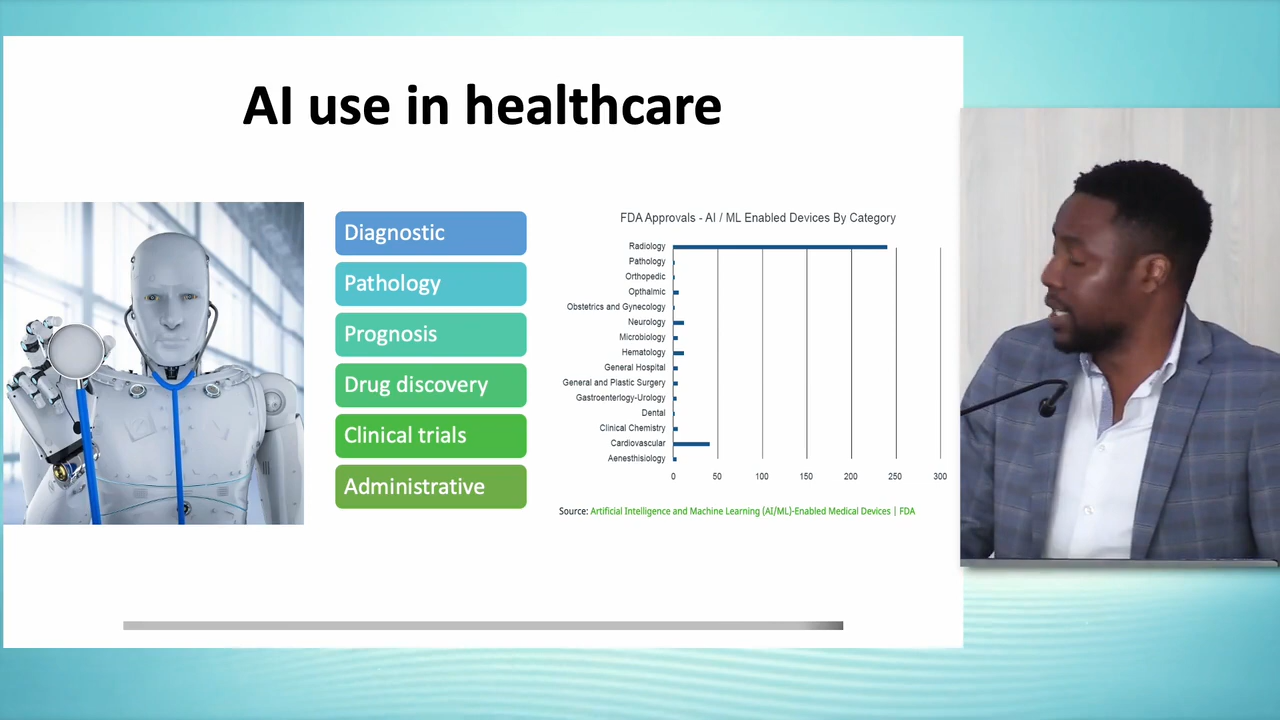 AI use in healthcare
Diagnostic
Pathology
Prognosis
Drug discovery
Clinical trials
Administrative
FDA Approvals - AI / ML Enabled Devices By Category
Radiology
Pathology
Orthopedic
Opthalmic
Obstetrics and Gynecology
Neurology
Microbiology
Hematology
General Hospital
General and Plastic Surgery
Gastroenterlogy-Urology
Dental
Clinical Chemistry
Cardiovascular
Aenesthisiology
0 50 100 150 200 250 300
Source: Artificial Intelligence and Machine Learning (AI/ML)-Enabled Medical Devices | FDA